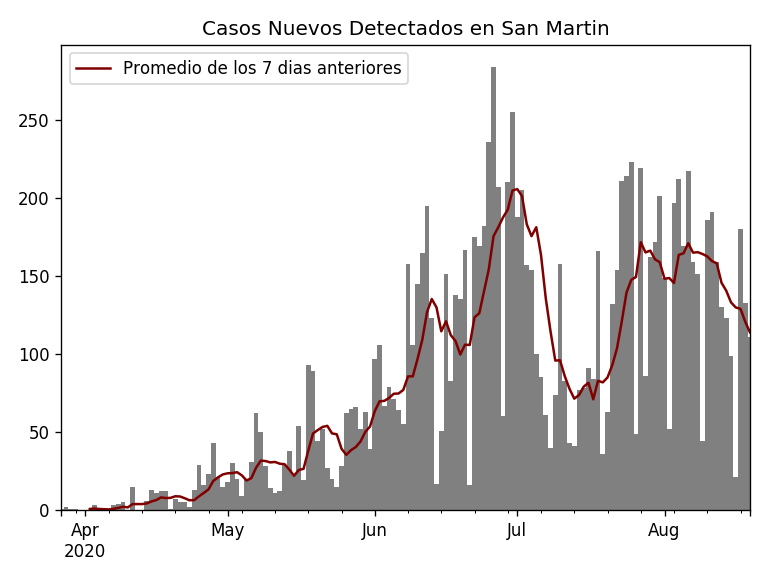 Casos Nuevos Detectados en San Martin
Promedio de los 7 dias anteriores
250
200
150
100
50
0
Apr May Jun Jul Aug
2020